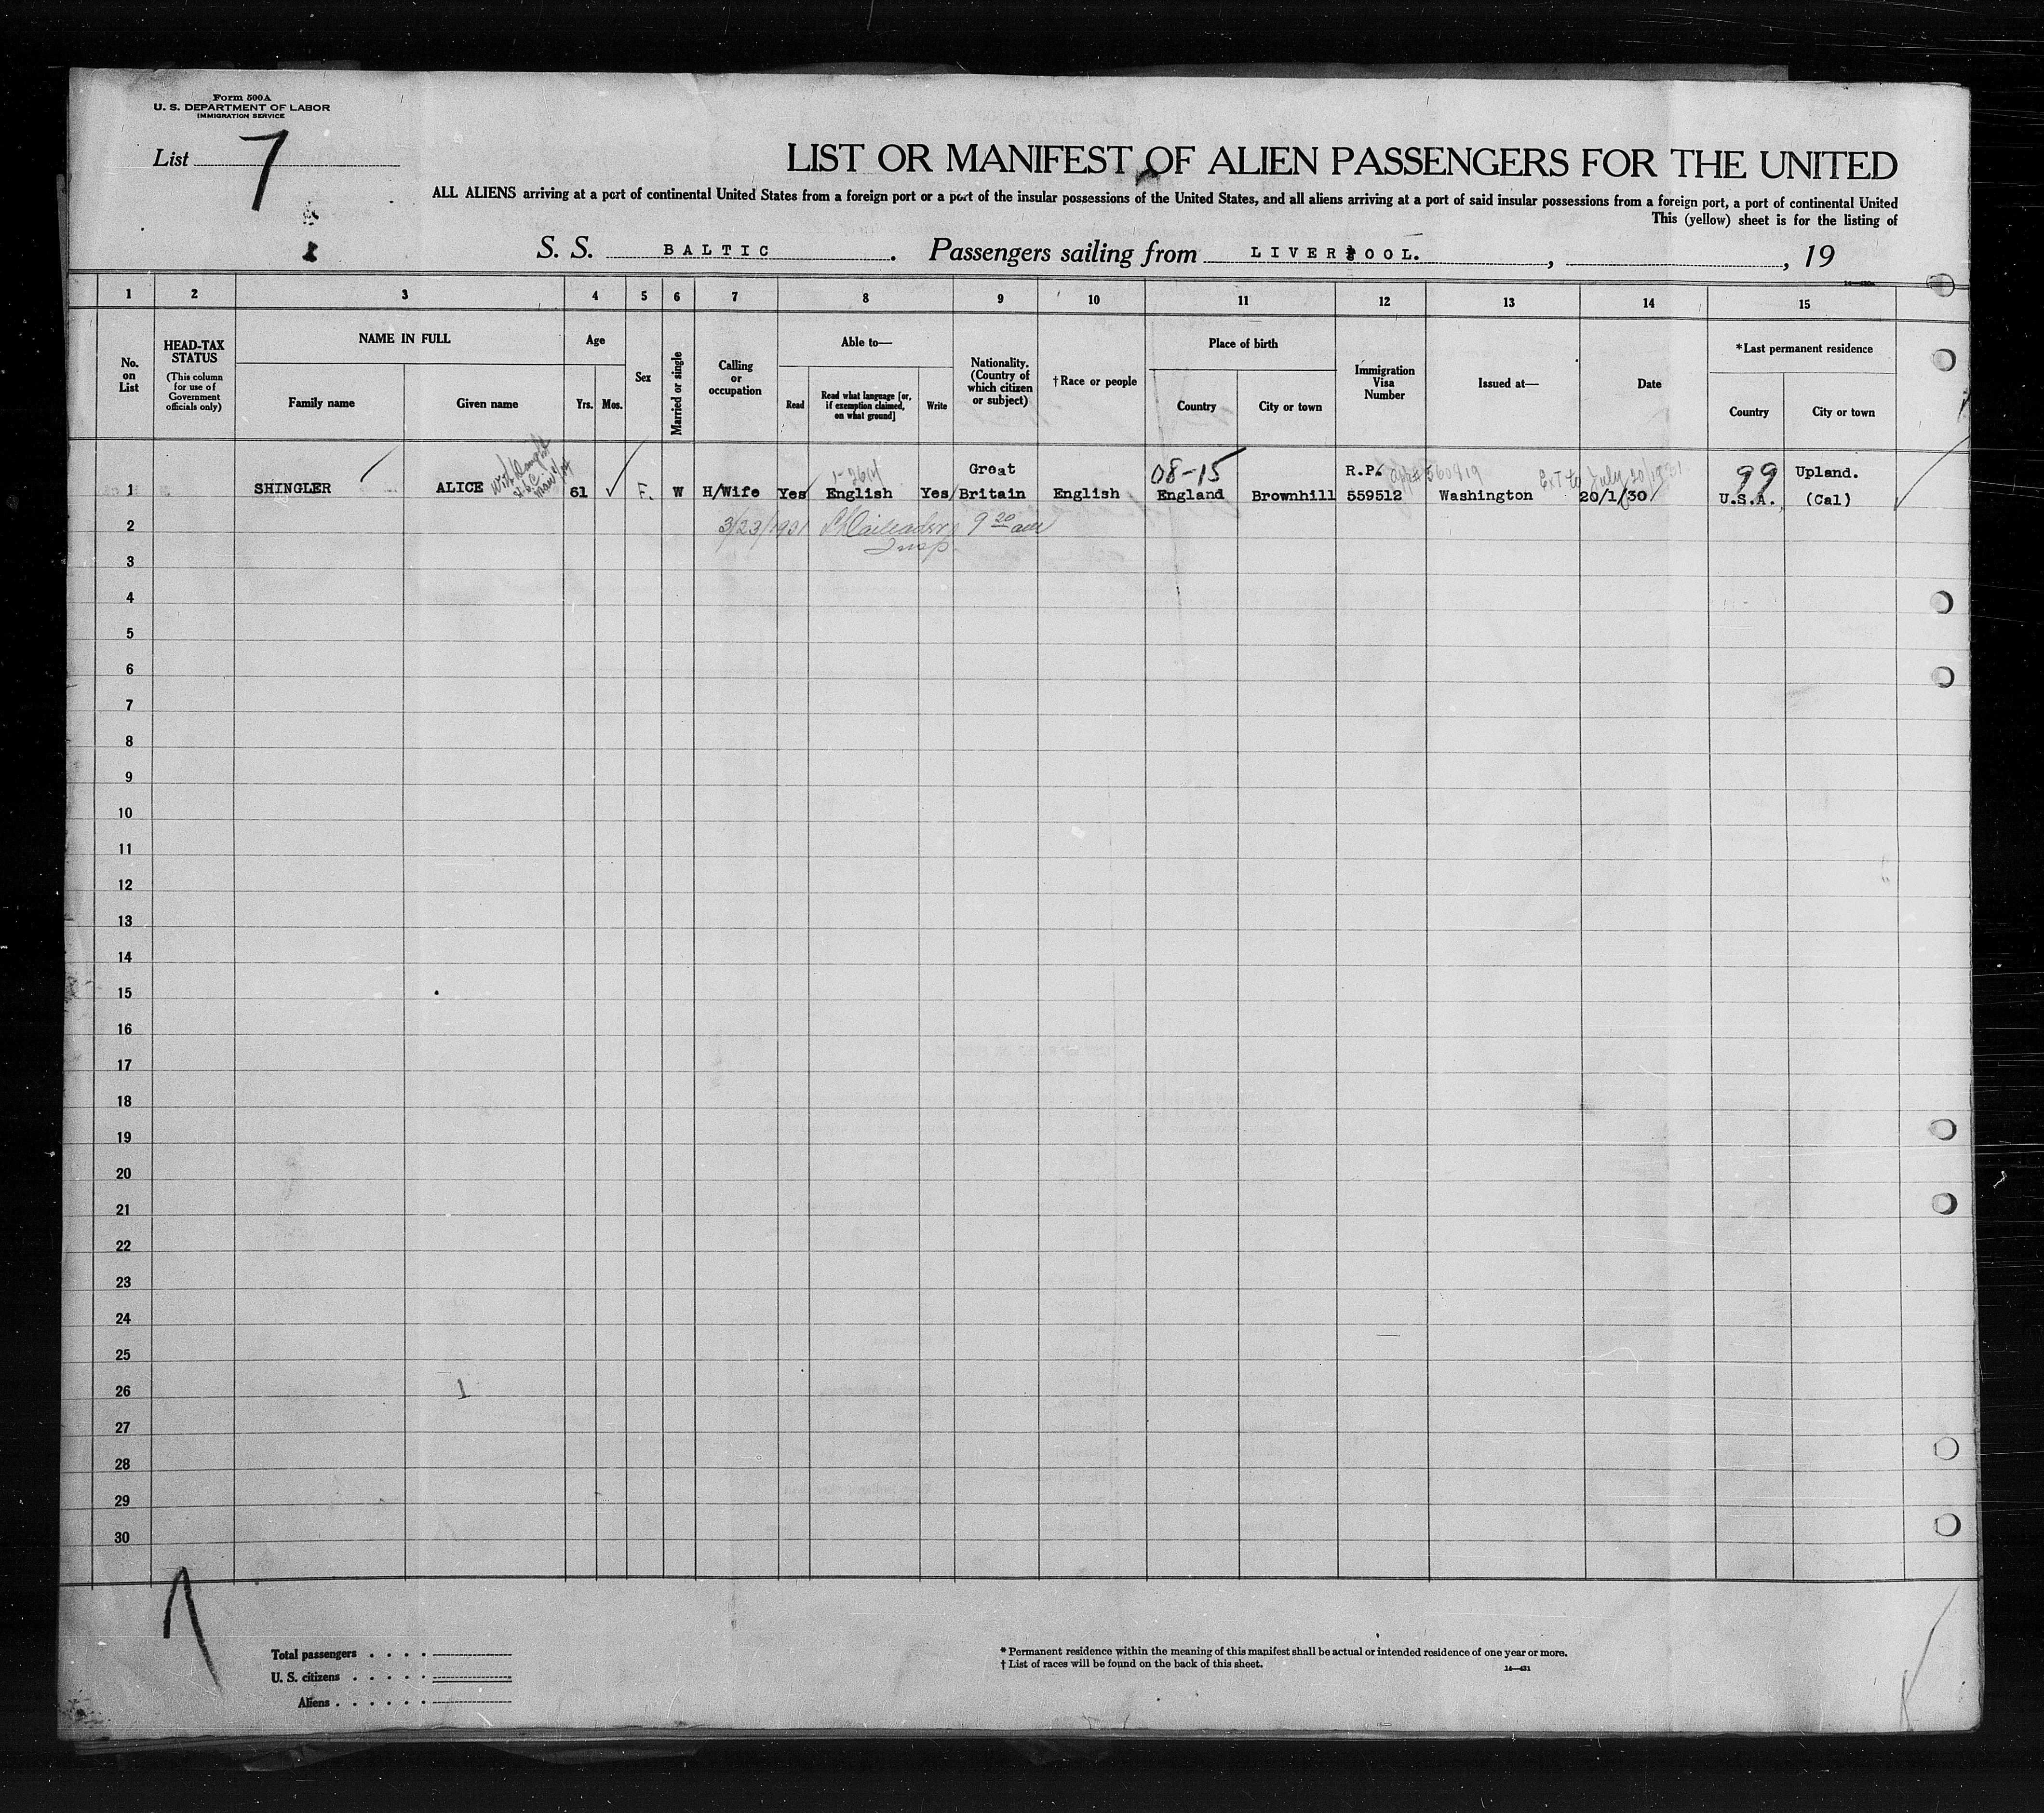 Form 500A
U. S. DEPARTMENT OF LABOR
IMMIGRATION SERVICE
List 7
LIST OR MANIFEST OF ALIEN PASSENGERS FOR THE UNITED
ALL ALIENS arriving at a port of continental United States from a foreign port or a port of the insular possessions of the United States, and all aliens arriving at a port of said insular possessions from a foreign port, a port of continental United
This (yellow) sheet is for the listing of
S. S. BALTIC. Passengers sailing from LIVERPOOL. , , 19
1 2 3 4 5 6 7 8 9 10 11 12 13 14 15
No. on List
HEAD-TAX STATUS
(This column for use of Government officials only)
NAME IN FULL
Family name
Given name
Age
Yrs. Mos.
Sex
Married or single
Calling or occupation
Able to—
Read
Read what language [or, if exemption claimed, on what ground]
Write
Nationality. (Country of which citizen or subject)
†Race or people
Place of birth
Country
City or town
Immigration Visa Number
Issued at—
Date
*Last permanent residence
Country
City or town
Great 08-15 R.P. 560819 Ext to July 20/1931 99 Upland.
1 SHINGLER ALICE 61 F. W H/Wife Yes English Yes Britain English England Brownhill 559512 Washington 20/1/30 U.S.A. (Cal)
2 3/23/1931 9 20 am
Insp.
3
4
5
6
7
8
9
10
11
12
13
14
15
16
17
18
19
20
21
22
23
24
25
26 1
27
28
29
30
Total passengers . . . .
U. S. citizens . . . . .
Aliens . . . . . .
* Permanent residence within the meaning of this manifest shall be actual or intended residence of one year or more.
† List of races will be found on the back of this sheet.
14—431